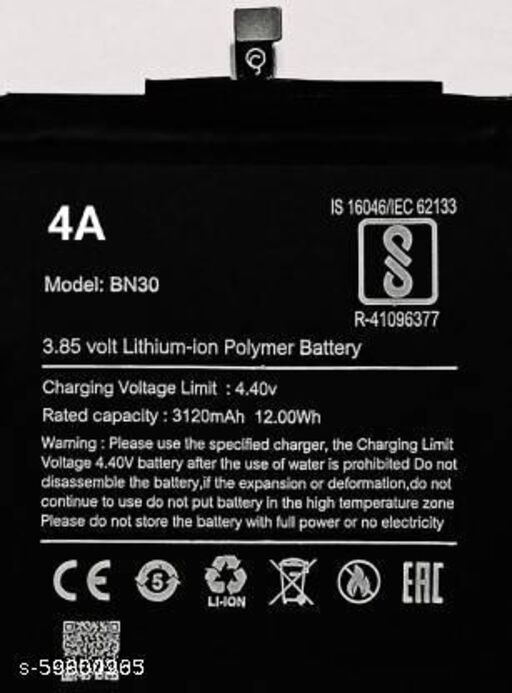 4A
IS 16046/IEC 62133
Model: BN30
R-41096377
3.85 volt Lithium-ion Polymer Battery
Charging Voltage Limit : 4.40v
Rated capacity : 3120mAh 12.00Wh
Warning : Please use the specified charger, the Charging Limit
Voltage 4.40V battery after the use of water is prohibited Do not
disassemble the battery,if the expansion or deformation,do not
continue to use do not put battery in the high temperature zone
Please do not store the battery with full power or no electricity
CE
5
LI-ION
EAC